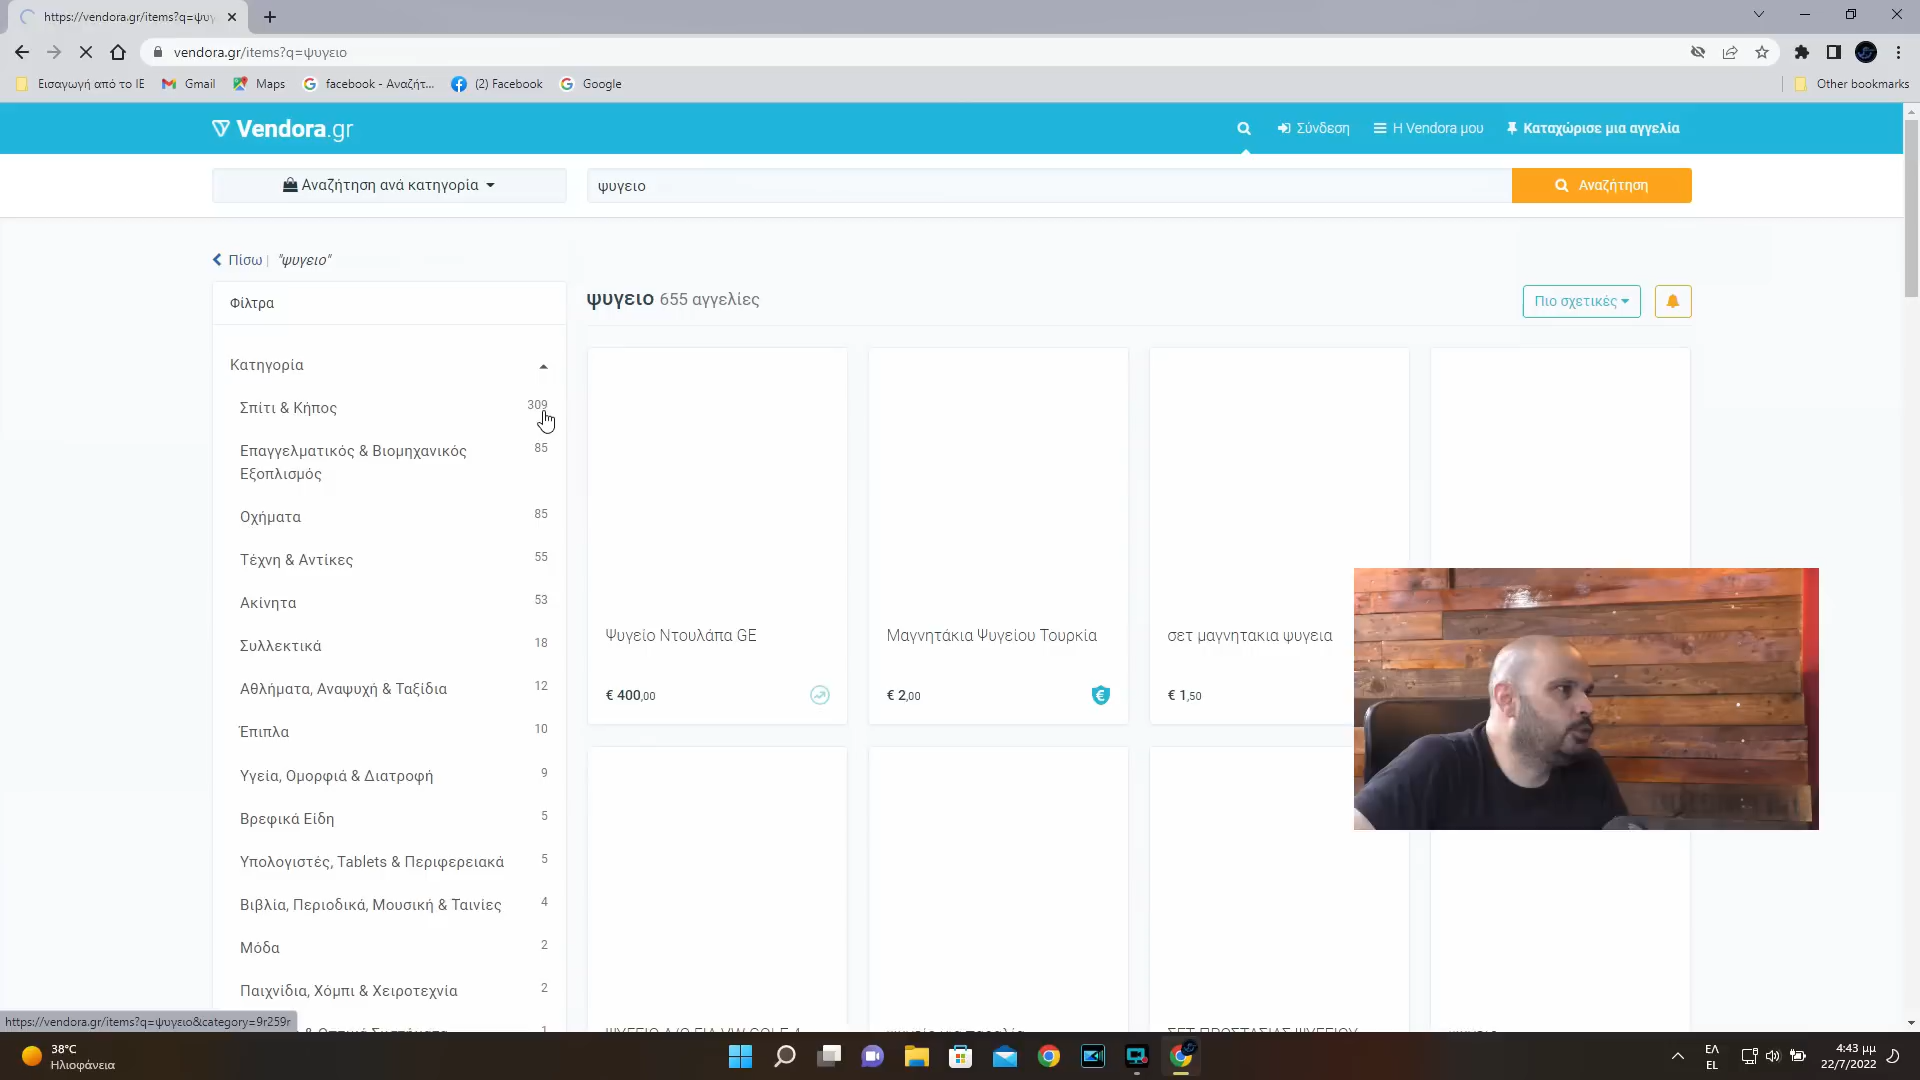 https://vendora.gr/items?q=ψυγ
vendora.gr/items?q=ψυγειο
Εισαγωγή από το IE
Gmail
Maps
facebook - Αναζήτ...
(2) Facebook
Google
Other bookmarks
Vendora.gr
Σύνδεση
Η Vendora μου
Καταχώρισε μια αγγελία
Αναζήτηση ανά κατηγορία
ψυγειο
Αναζήτηση
Πίσω | "ψυγειο"
Φίλτρα
ψυγειο 655 αγγελίες
Πιο σχετικές
Κατηγορία
Σπίτι & Κήπος 309
Επαγγελματικός & Βιομηχανικός 85
Εξοπλισμός
Οχήματα 85
Τέχνη & Αντίκες 55
Ακίνητα 53
Συλλεκτικά 18
Αθλήματα, Αναψυχή & Ταξίδια 12
Έπιπλα 10
Υγεία, Ομορφιά & Διατροφή 9
Βρεφικά Είδη 5
Υπολογιστές, Tablets & Περιφερειακά 5
Βιβλία, Περιοδικά, Μουσική & Ταινίες 4
Μόδα 2
Παιχνίδια, Χόμπι & Χειροτεχνία 2
Ψυγείο Ντουλάπα GE
€ 400,00
Μαγνητάκια Ψυγείου Τουρκία
€ 2,00
σετ μαγνητακια ψυγεια
€ 1,50
https://vendora.gr/items?q=ψυγειο&category=9r259r
38°C
Ηλιοφάνεια
ΕΛ
EL
4:43 μμ
22/7/2022